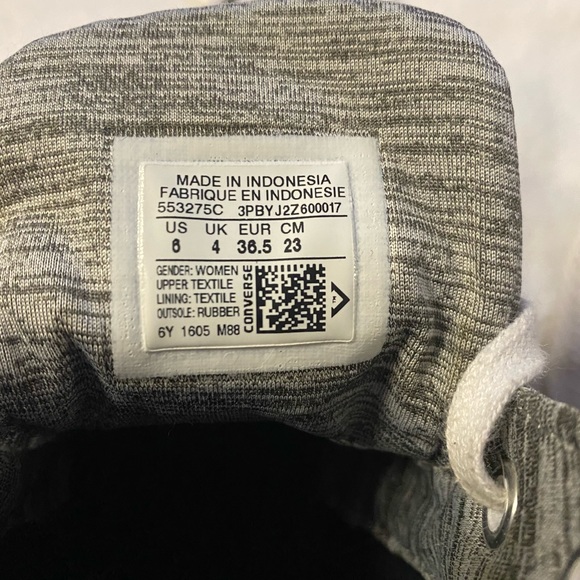 MADE IN INDONESIA
FABRIQUE EN INDONESIE
553275C 3PBYJ2Z600017
US UK EUR CM
6 4 36.5 23
GENDER: WOMEN
UPPER TEXTILE
LINING: TEXTILE
OUTSOLE: RUBBER
6Y 1605 M88
CONVERSE